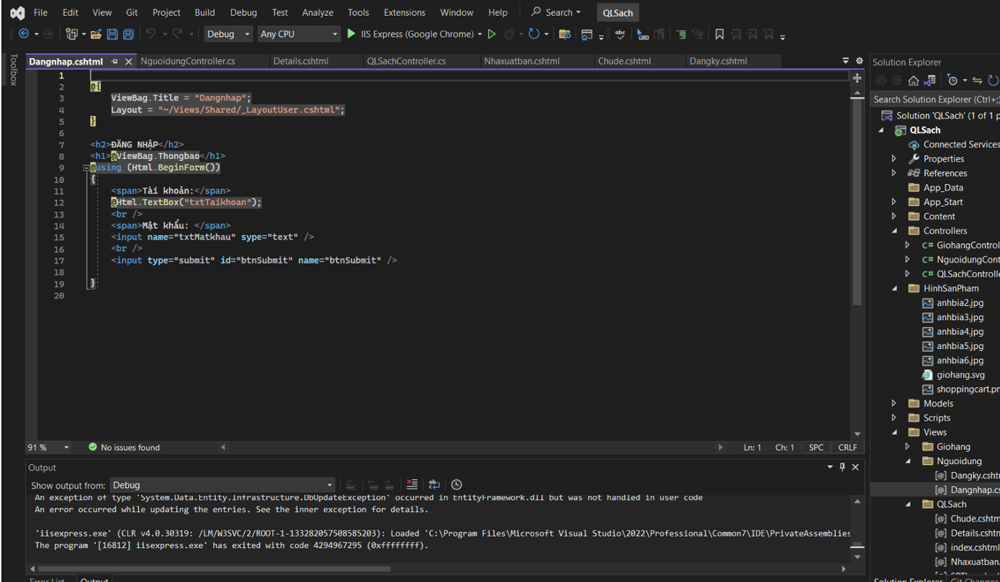 File Edit View Git Project Build Debug Test Analyze Tools Extensions Window Help Search QLSach
Debug Any CPU IIS Express (Google Chrome)
Toolbox
Dangnhap.cshtml NguoidungController.cs Details.cshtml QLSachController.cs Nhaxuatban.cshtml Chude.cshtml Dangky.cshtml
1
2 @{
3 ViewBag.Title = "Dangnhap";
4 Layout = "~/Views/Shared/_LayoutUser.cshtml";
5 }
6
7 <h2>ĐĂNG NHẬP</h2>
8 <h1>@ViewBag.Thongbao</h1>
9 @using (Html.BeginForm())
10 {
11 <span>Tài khoản:</span>
12 @Html.TextBox("txtTaikhoan");
13 <br />
14 <span>Mật khẩu: </span>
15 <input name="txtMatkhau" sype="text" />
16 <br />
17 <input type="submit" id="btnSubmit" name="btnSubmit" />
18
19 }
20
91 % No issues found Ln: 1 Ch: 1 SPC CRLF
Output
Show output from: Debug
An exception of type 'System.Data.Entity.Infrastructure.DbUpdateException' occurred in EntityFramework.dll but was not handled in user code
An error occurred while updating the entries. See the inner exception for details.
'iisexpress.exe' (CLR v4.0.30319: /LM/W3SVC/2/ROOT-1-133282057508585203): Loaded 'C:\Program Files\Microsoft Visual Studio\2022\Professional\Common7\IDE\PrivateAssemblies
The program '[16812] iisexpress.exe' has exited with code 4294967295 (0xffffffff).
Error List Output
Solution Explorer
Search Solution Explorer (Ctrl+;)
Solution 'QLSach' (1 of 1 p
QLSach
Connected Services
Properties
References
App_Data
App_Start
Content
Controllers
C# GiohangControl
C# NguoidungCont
C# QLSachControlle
HinhSanPham
anhbia2.jpg
anhbia3.jpg
anhbia4.jpg
anhbia5.jpg
anhbia6.jpg
giohang.svg
shoppingcart.pn
Models
Scripts
Views
Giohang
Nguoidung
[@] Dangky.csht
[@] Dangnhap.cs
QLSach
[@] Chude.cshtm
[@] Details.cshtm
[@] index.cshtml
[@] Nhaxuatban.
Solution Explorer Git Changes